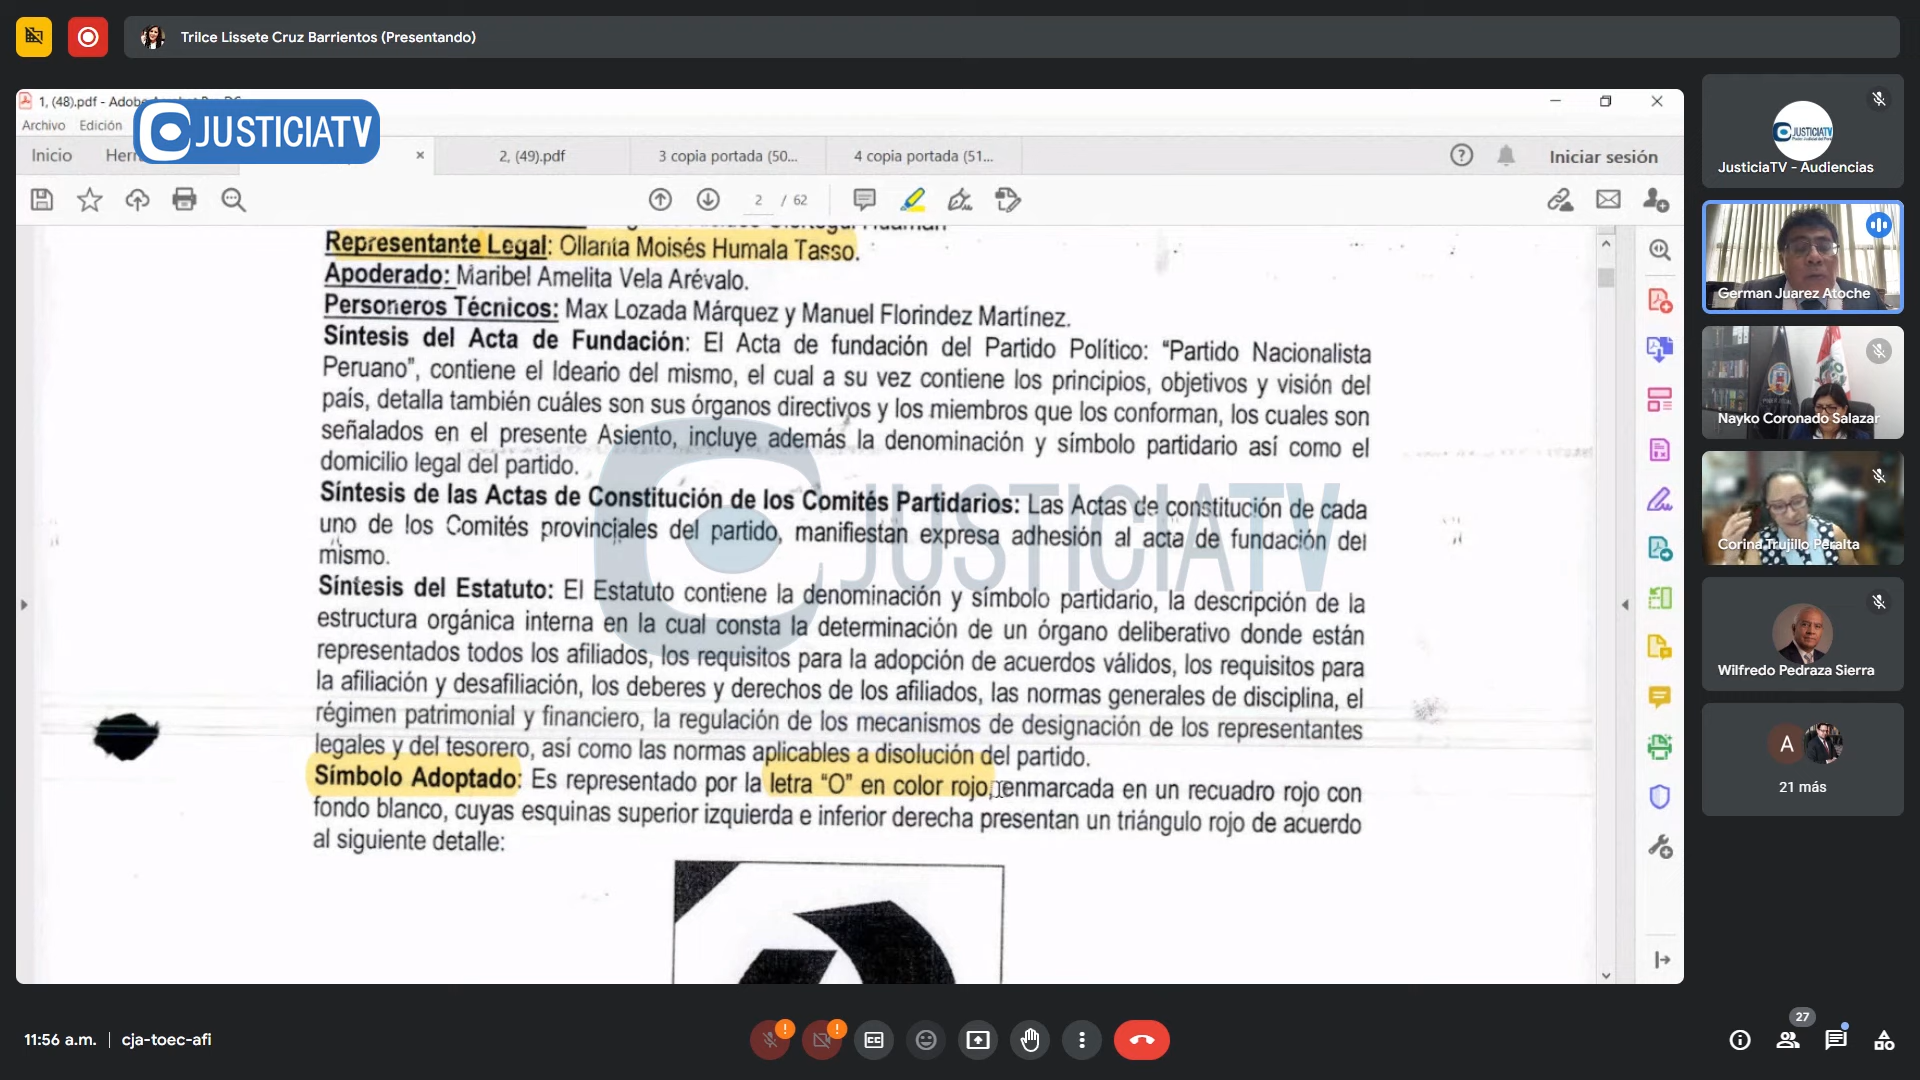 Trilce Lissete Cruz Barrientos (Presentando)
1, (48).pdf - Adobe
JUSTICIATV
Archivo Edición
Inicio
2, (49).pdf
3 copia portada (50...
4 copia portada (51...
Iniciar sesión
2 / 62
Representante Legal: Ollanta Moisés Humala Tasso.
Apoderado: Maribel Amelita Vela Arévalo.
Personeros Técnicos: Max Lozada Márquez y Manuel Florindez Martínez.
Síntesis del Acta de Fundación: El Acta de fundación del Partido Político: “Partido Nacionalista
Peruano”, contiene el Ideario del mismo, el cual a su vez contiene los principios, objetivos y visión del
país, detalla también cuáles son sus órganos directivos y los miembros que los conforman, los cuales son
señalados en el presente Asiento, incluye además la denominación y símbolo partidario así como el
domicilio legal del partido.
Síntesis de las Actas de Constitución de los Comités Partidarios: Las Actas de constitución de cada
uno de los Comités provinciales del partido, manifiestan expresa adhesión al acta de fundación del
mismo.
Síntesis del Estatuto: El Estatuto contiene la denominación y símbolo partidario, la descripción de la
estructura orgánica interna en la cual consta la determinación de un órgano deliberativo donde están
representados todos los afiliados, los requisitos para la adopción de acuerdos válidos, los requisitos para
la afiliación y desafiliación, los deberes y derechos de los afiliados, las normas generales de disciplina, el
régimen patrimonial y financiero, la regulación de los mecanismos de designación de los representantes
legales y del tesorero, así como las normas aplicables a disolución del partido.
Símbolo Adoptado: Es representado por la letra “O” en color rojo, enmarcada en un recuadro rojo con
fondo blanco, cuyas esquinas superior izquierda e inferior derecha presentan un triángulo rojo de acuerdo
al siguiente detalle:
JUSTICIATV
JUSTICIATV
JusticiaTV - Audiencias
German Juarez Atoche
Nayko Coronado Salazar
Corina Trujillo Peralta
Wilfredo Pedraza Sierra
A
21 más
11:56 a.m. | cja-toec-afi
27